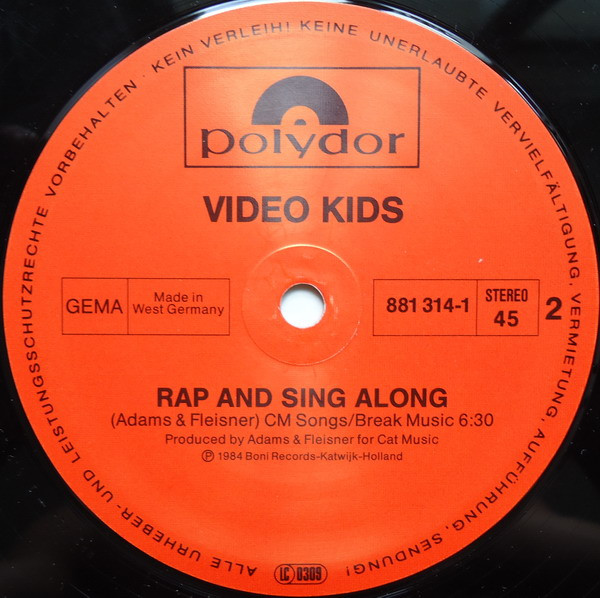 ALLE URHEBER- UND LEISTUNGSSCHUTZRECHTE VORBEHALTEN · KEIN VERLEIH! KEINE UNERLAUBTE VERVIELFÄLTIGUNG, VERMIETUNG, AUFFÜHRUNG, SENDUNG!
polydor
VIDEO KIDS
GEMA
Made in
West Germany
881 314-1
STEREO
45
2
RAP AND SING ALONG
(Adams & Fleisner) CM Songs/Break Music 6:30
Produced by Adams & Fleisner for Cat Music
Ⓟ 1984 Boni Records-Katwijk-Holland
LC 0309